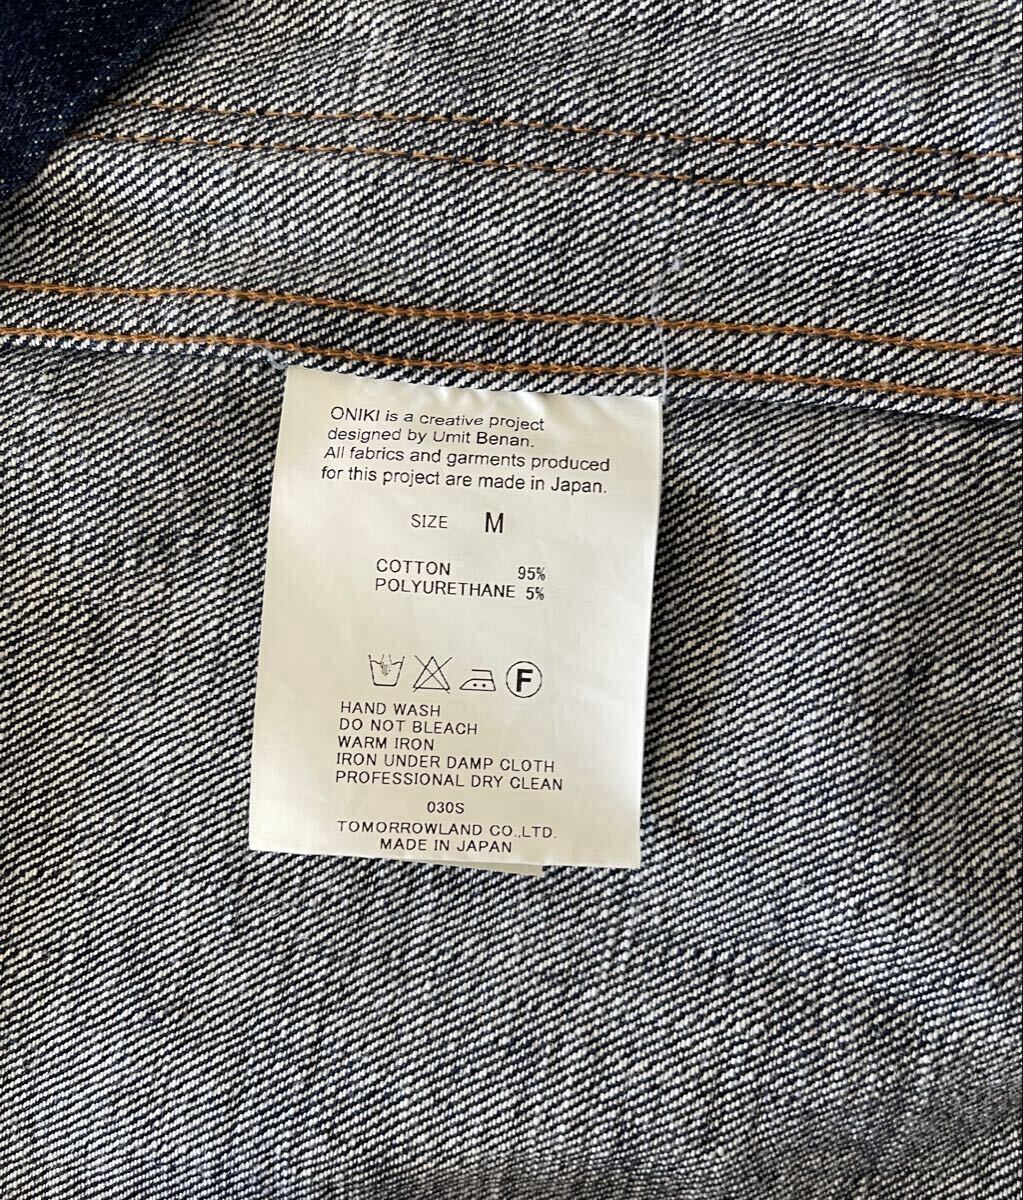 ONIKI is a creative project
designed by Umit Benan.
All fabrics and garments produced
for this project are made in Japan.
SIZE M
COTTON 95%
POLYURETHANE 5%
F
HAND WASH
DO NOT BLEACH
WARM IRON
IRON UNDER DAMP CLOTH
PROFESSIONAL DRY CLEAN
030S
TOMORROWLAND CO.,LTD.
MADE IN JAPAN